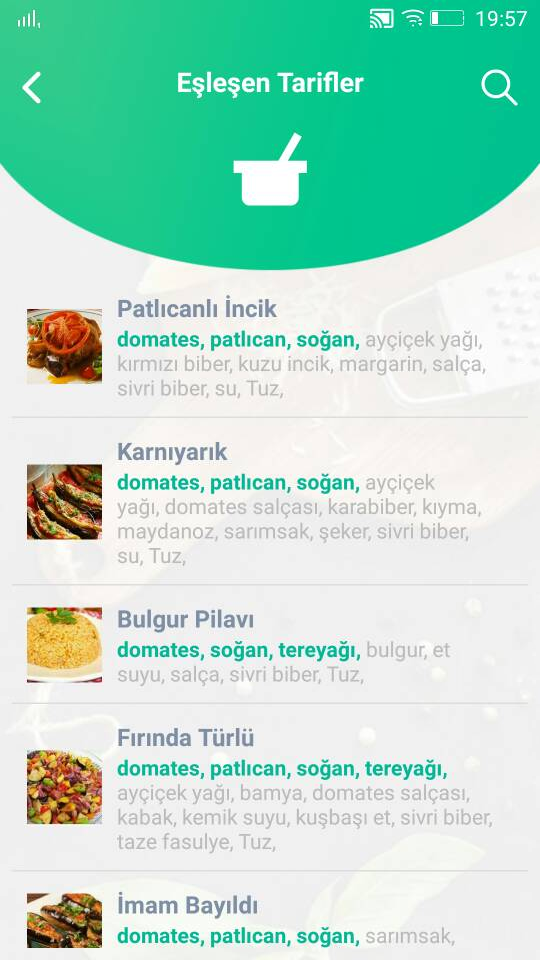 19:57
Eşleşen Tarifler
Patlıcanlı İncik
domates, patlıcan, soğan, ayçiçek yağı,
kırmızı biber, kuzu incik, margarin, salça,
sivri biber, su, Tuz,
Karnıyarık
domates, patlıcan, soğan, ayçiçek
yağı, domates salçası, karabiber, kıyma,
maydanoz, sarımsak, şeker, sivri biber,
su, Tuz,
Bulgur Pilavı
domates, soğan, tereyağı, bulgur, et
suyu, salça, sivri biber, Tuz,
Fırında Türlü
domates, patlıcan, soğan, tereyağı,
ayçiçek yağı, bamya, domates salçası,
kabak, kemik suyu, kuşbaşı et, sivri biber,
taze fasulye, Tuz,
İmam Bayıldı
domates, patlıcan, soğan, sarımsak,